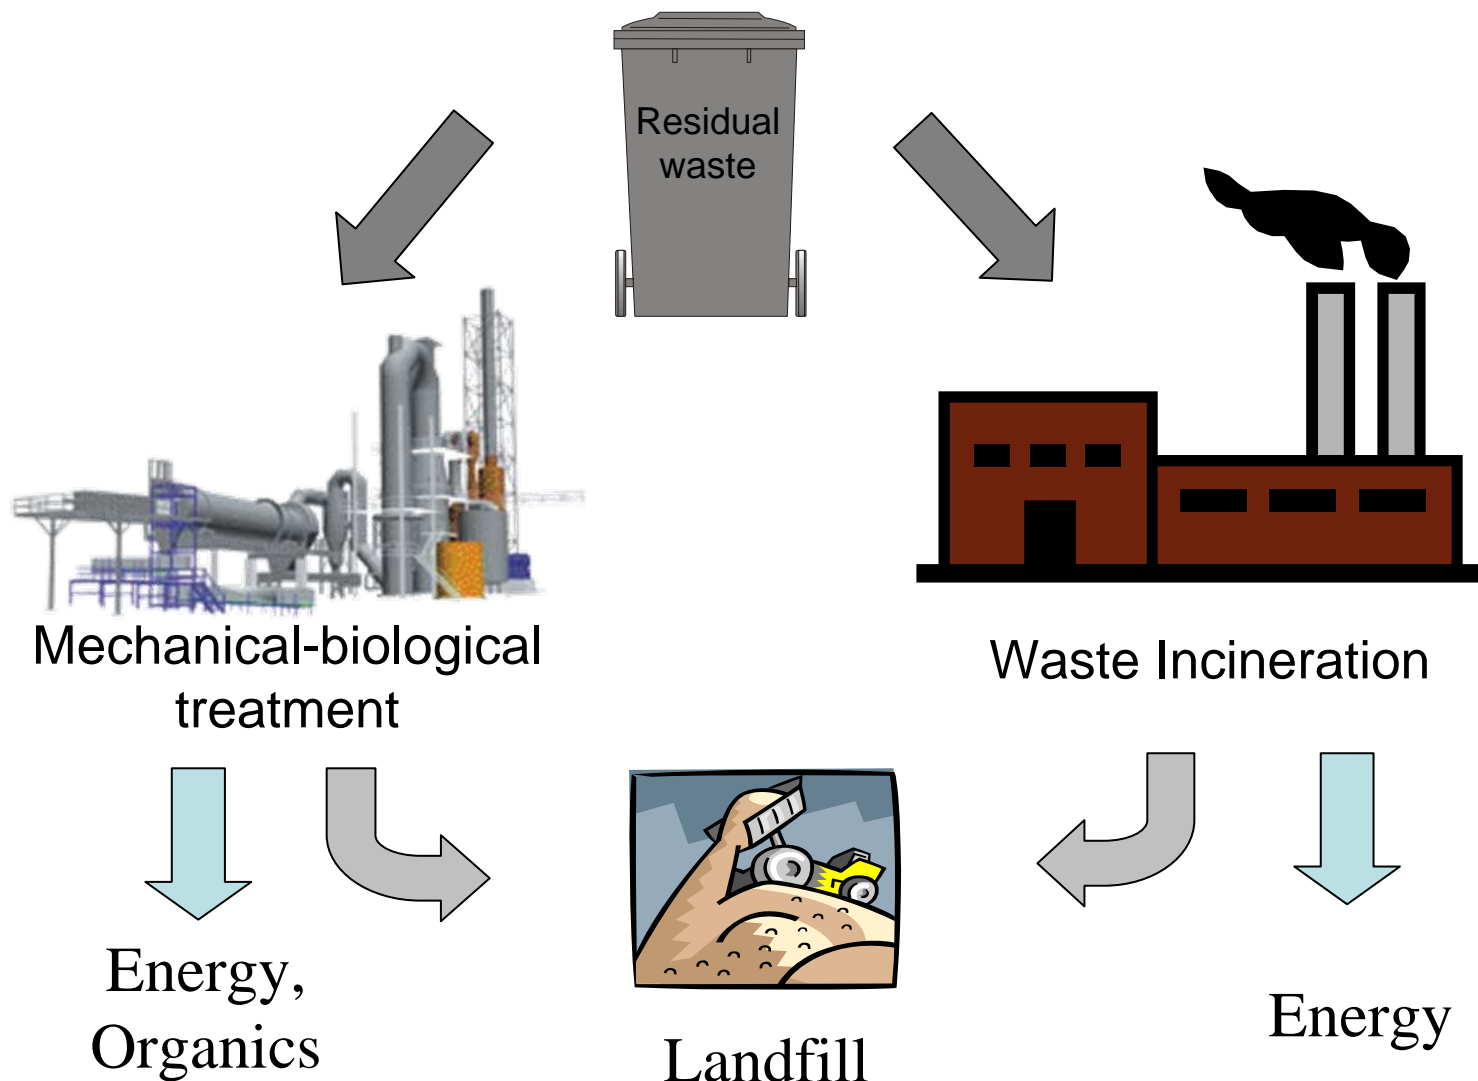 Residual
waste
Mechanical-biological
treatment
Waste Incineration
Energy,
Organics
Landfill
Energy